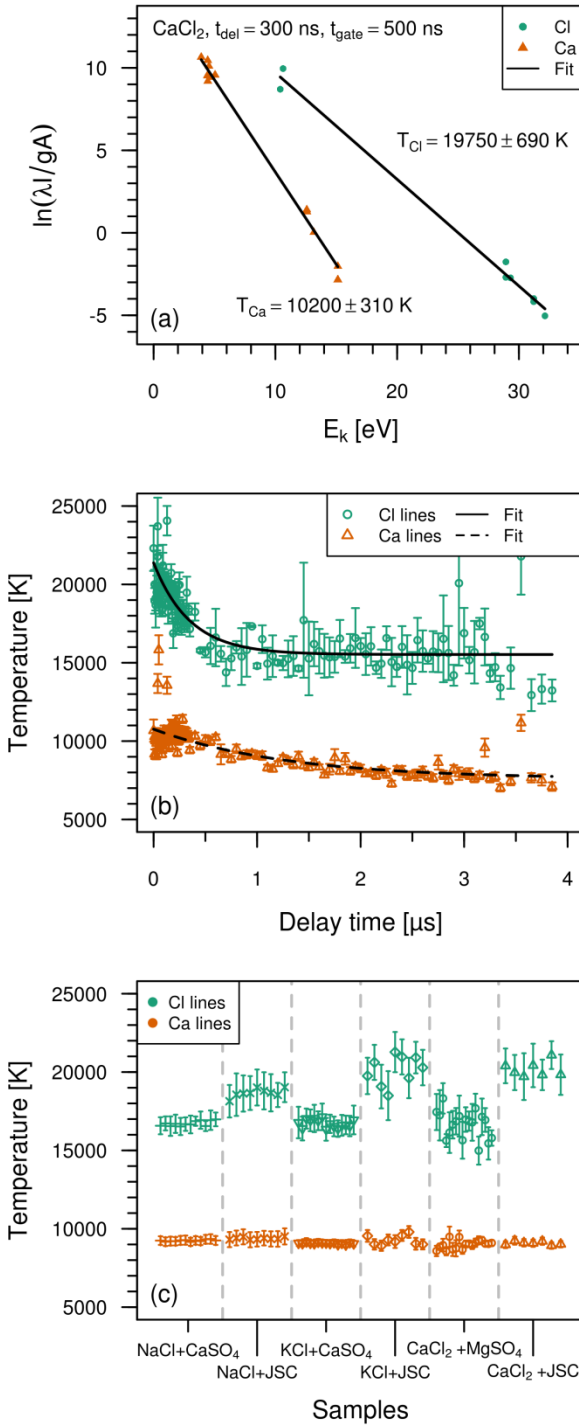 CaCl2, tdel = 300 ns, tgate = 500 ns
Cl
Ca
Fit
10
5
0
-5
ln(λI/gA)
TCl = 19750 ± 690 K
TCa = 10200 ± 310 K
(a)
0 10 20 30
Ek [eV]
Cl lines Fit
Ca lines Fit
25000
20000
15000
10000
5000
Temperature [K]
(b)
0 1 2 3 4
Delay time [µs]
Cl lines
Ca lines
25000
20000
15000
10000
5000
Temperature [K]
(c)
NaCl+CaSO4 KCl+CaSO4 CaCl2 +MgSO4
NaCl+JSC KCl+JSC CaCl2 +JSC
Samples